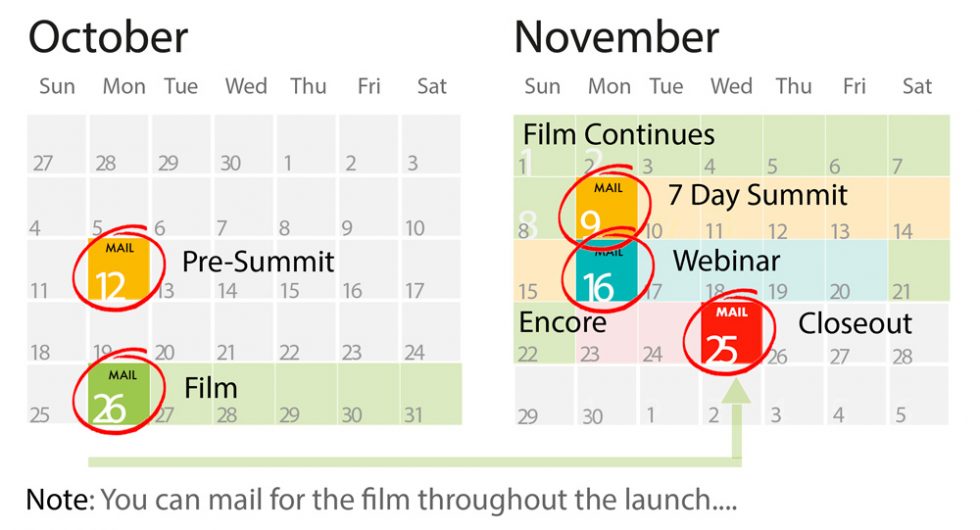 October
Sun Mon Tue Wed Thu Fri Sat
27 28 29 30 1 2 3
4 5 6 7 8 9 10
MAIL
Pre-Summit
11 12 13 14 15 16 17
18 19 20 21 22 23 24
MAIL
Film
25 26 27 28 29 30 31
November
Sun Mon Tue Wed Thu Fri Sat
Film Continues
1 2 3 4 5 6 7
MAIL
7 Day Summit
8 9 10 11 12 13 14
MAIL
Webinar
15 16 17 18 19 20 21
MAIL
Encore Closeout
22 23 24 25 26 27 28
29 30 1 2 3 4 5
Note: You can mail for the film throughout the launch....